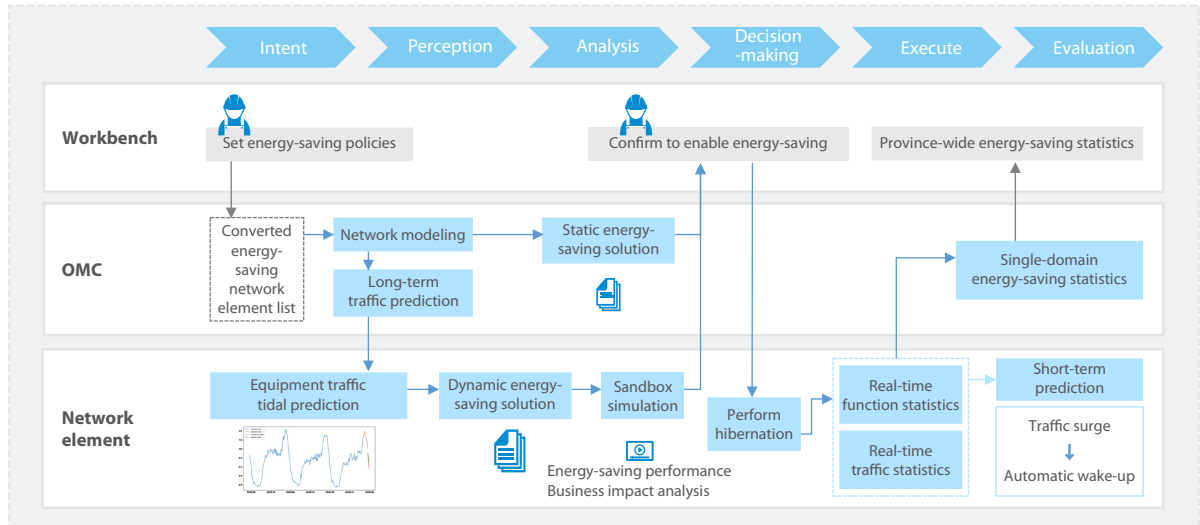 Intent
Perception
Analysis
Decision
-making
Execute
Evaluation
Workbench
Set energy-saving policies
Confirm to enable energy-saving
Province-wide energy-saving statistics
OMC
Converted
energy-
saving
network
element list
Network modeling
Long-term
traffic prediction
Static energy-
saving solution
Single-domain
energy-saving statistics
Network
element
Equipment traffic
tidal prediction
Dynamic energy-
saving solution
Sandbox
simulation
Energy-saving performance
Business impact analysis
Perform
hibernation
Real-time
function statistics
Real-time
traffic statistics
Short-term
prediction
Traffic surge
Automatic wake-up